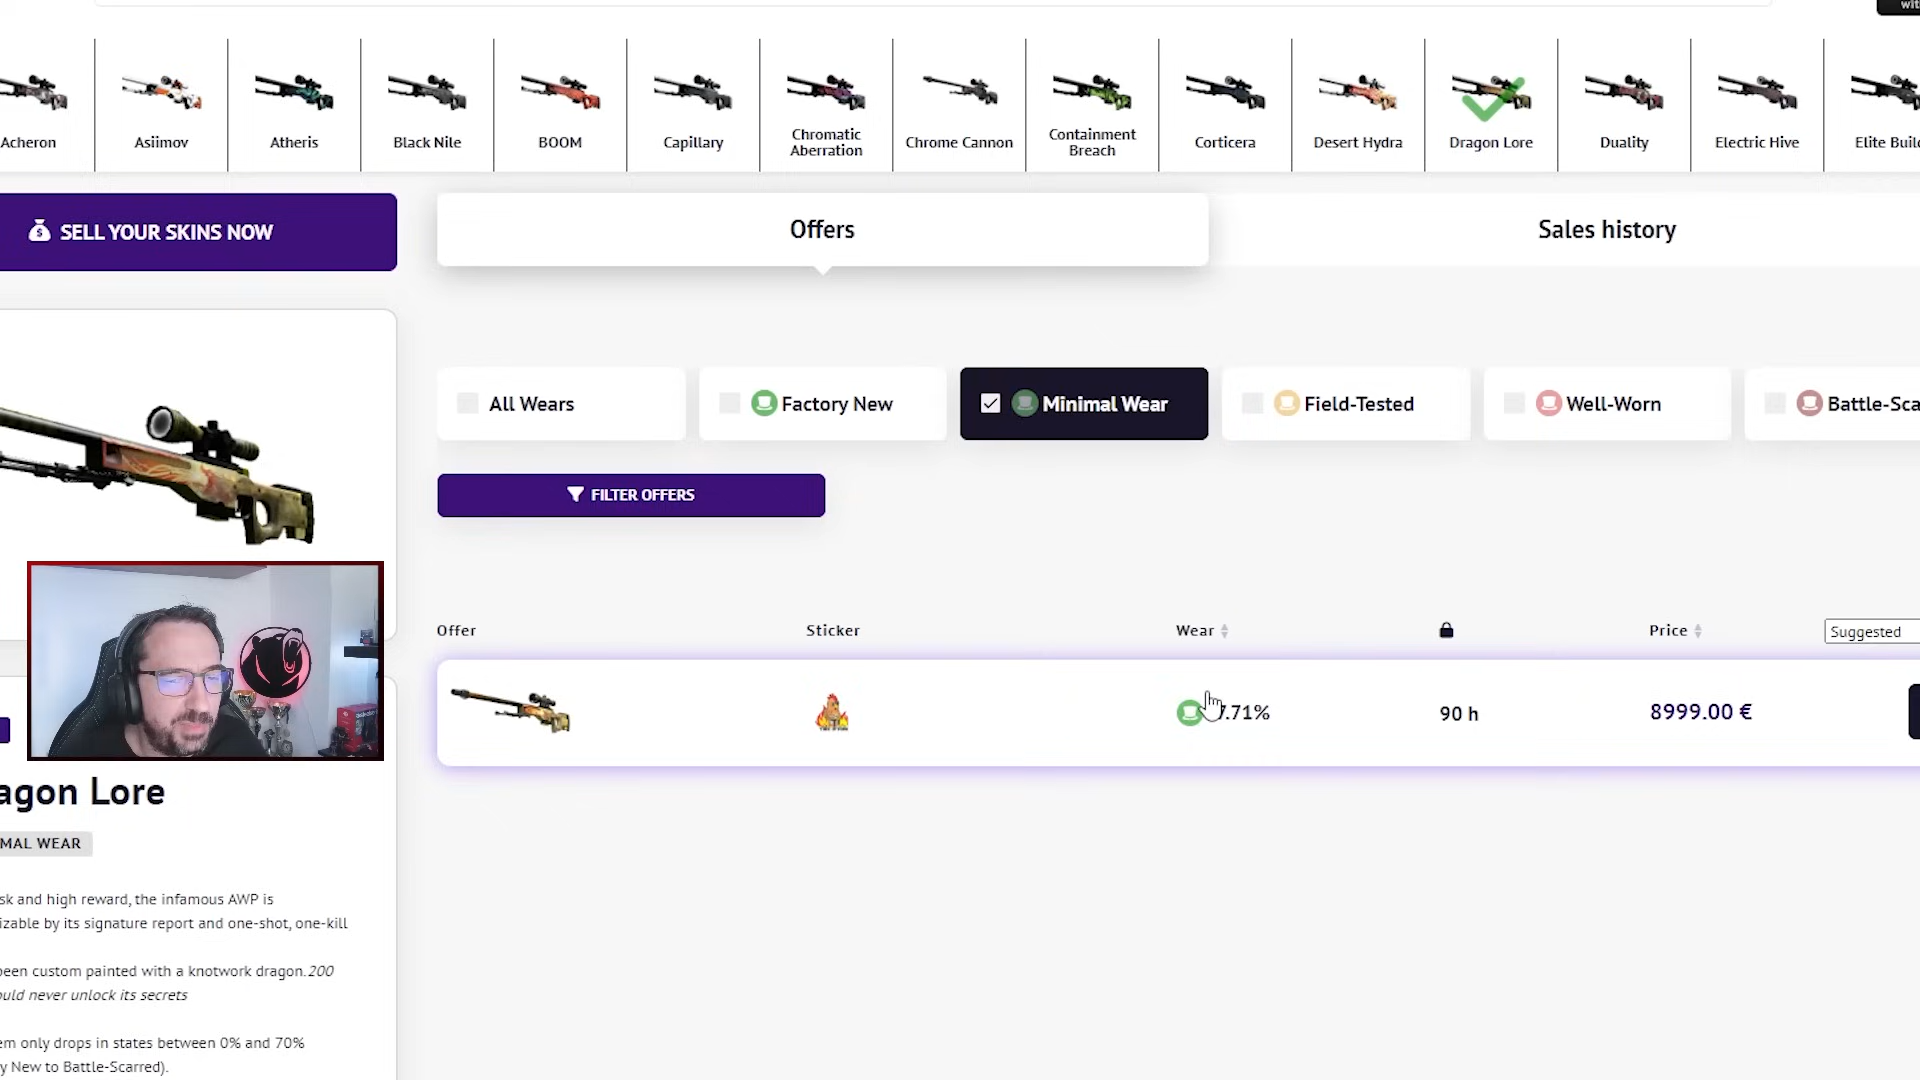 wit
Acheron
Asiimov
Atheris
Black Nile
BOOM
Capillary
Chromatic
Aberration
Chrome Cannon
Containment
Breach
Corticera
Desert Hydra
Dragon Lore
Duality
Electric Hive
Elite Buil
SELL YOUR SKINS NOW
Offers
Sales history
All Wears
Factory New
Minimal Wear
Field-Tested
Well-Worn
Battle-Sca
FILTER OFFERS
Offer
Sticker
Wear
Price
Suggested
.71%
90 h
8999.00 €
agon Lore
MAL WEAR
sk and high reward, the infamous AWP is
izable by its signature report and one-shot, one-kill
been custom painted with a knotwork dragon.200
ould never unlock its secrets
em only drops in states between 0% and 70%
y New to Battle-Scarred).